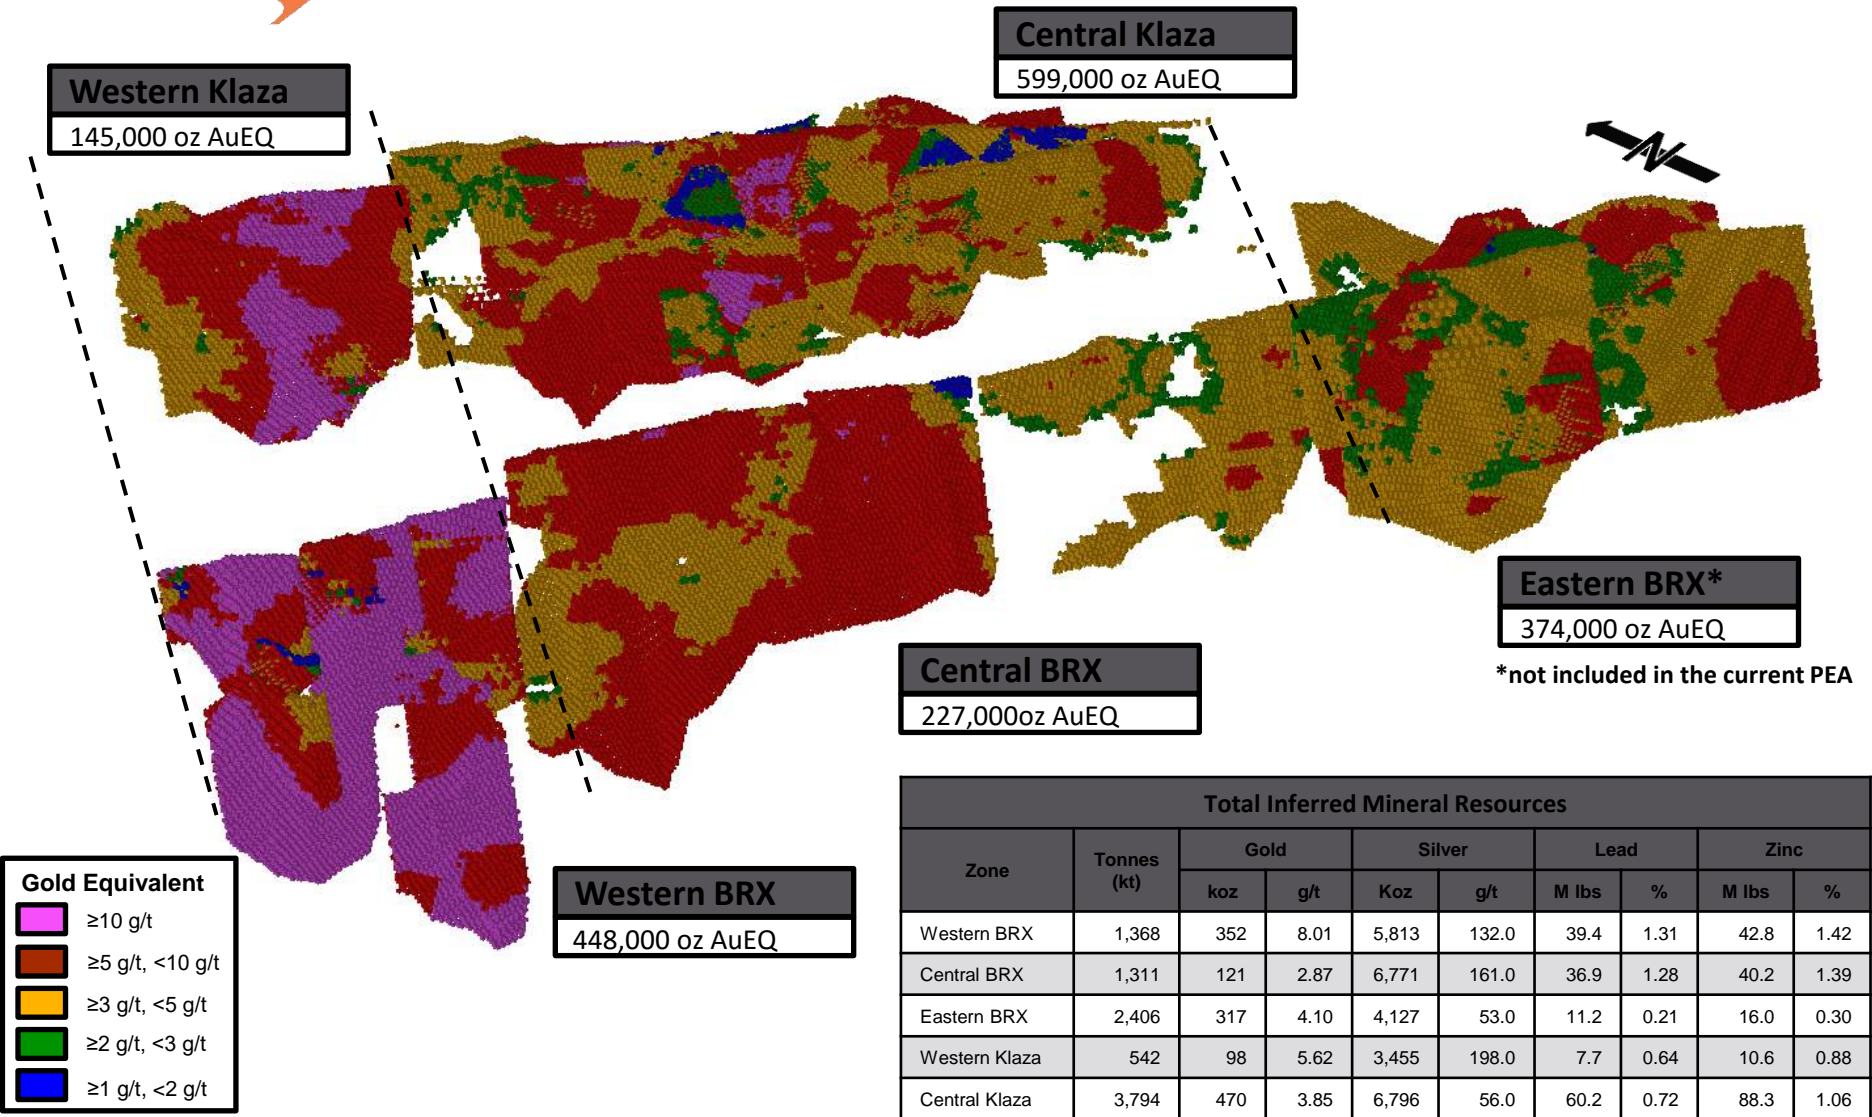 Central Klaza
599,000 oz AuEQ
Western Klaza
145,000 oz AuEQ
N
Eastern BRX*
374,000 oz AuEQ
*not included in the current PEA
Central BRX
227,000oz AuEQ
Western BRX
448,000 oz AuEQ
Gold Equivalent
≥10 g/t
≥5 g/t, <10 g/t
≥3 g/t, <5 g/t
≥2 g/t, <3 g/t
≥1 g/t, <2 g/t
Total Inferred Mineral Resources
Zone Tonnes (kt) Gold Silver Lead Zinc
koz g/t Koz g/t M lbs % M lbs %
Western BRX 1,368 352 8.01 5,813 132.0 39.4 1.31 42.8 1.42
Central BRX 1,311 121 2.87 6,771 161.0 36.9 1.28 40.2 1.39
Eastern BRX 2,406 317 4.10 4,127 53.0 11.2 0.21 16.0 0.30
Western Klaza 542 98 5.62 3,455 198.0 7.7 0.64 10.6 0.88
Central Klaza 3,794 470 3.85 6,796 56.0 60.2 0.72 88.3 1.06